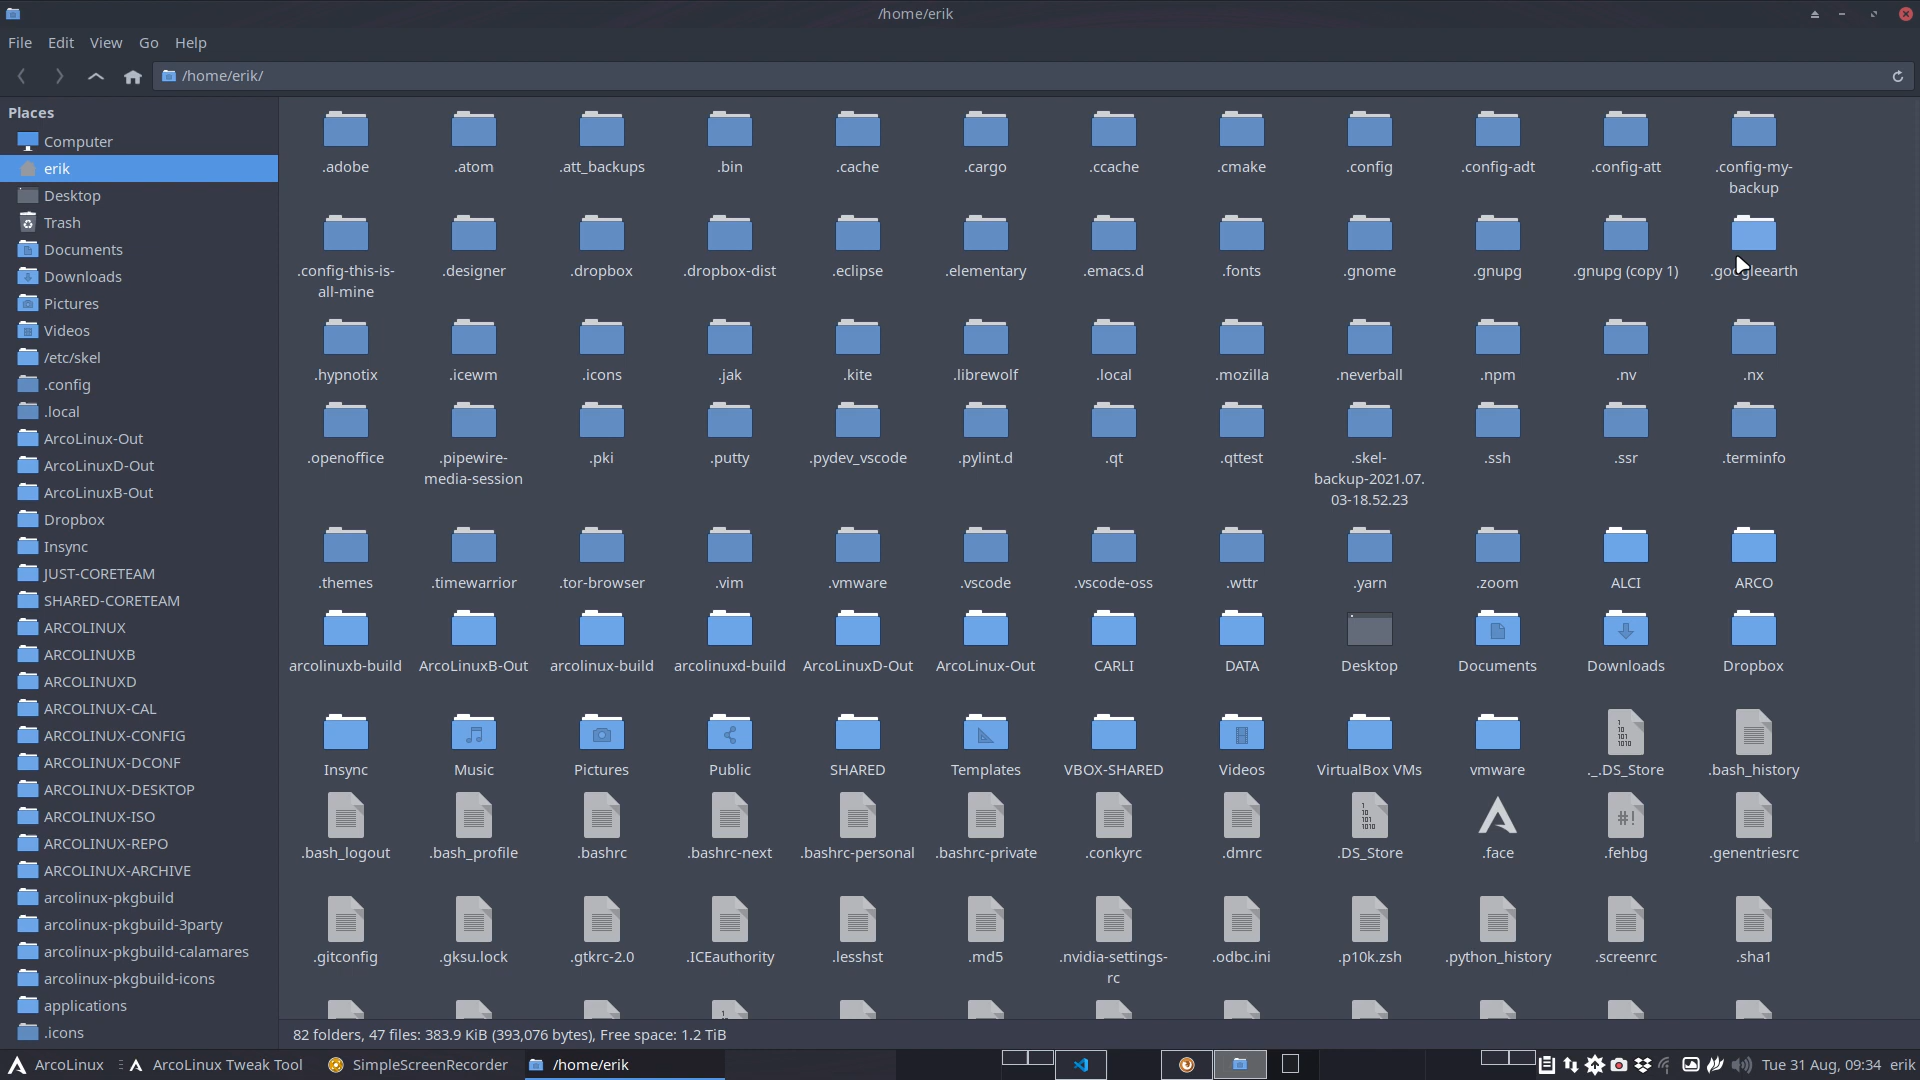 /home/erik
File Edit View Go Help
/home/erik/
Places
Computer
erik
Desktop
Trash
Documents
Downloads
Pictures
Videos
/etc/skel
.config
.local
ArcoLinux-Out
ArcoLinuxD-Out
ArcoLinuxB-Out
Dropbox
Insync
JUST-CORETEAM
SHARED-CORETEAM
ARCOLINUX
ARCOLINUXB
ARCOLINUXD
ARCOLINUX-CAL
ARCOLINUX-CONFIG
ARCOLINUX-DCONF
ARCOLINUX-DESKTOP
ARCOLINUX-ISO
ARCOLINUX-REPO
ARCOLINUX-ARCHIVE
arcolinux-pkgbuild
arcolinux-pkgbuild-3party
arcolinux-pkgbuild-calamares
arcolinux-pkgbuild-icons
applications
.icons
.adobe .atom .att_backups .bin .cache .cargo .ccache .cmake .config .config-adt .config-att .config-my-
backup
.config-this-is- .designer .dropbox .dropbox-dist .eclipse .elementary .emacs.d .fonts .gnome .gnupg .gnupg (copy 1) .googleearth
all-mine
.hypnotix .icewm .icons .jak .kite .librewolf .local .mozilla .neverball .npm .nv .nx
.openoffice .pipewire- .pki .putty .pydev_vscode .pylint.d .qt .qttest .skel- .ssh .ssr .terminfo
media-session backup-2021.07.
03-18.52.23
.themes .timewarrior .tor-browser .vim .vmware .vscode .vscode-oss .wttr .yarn .zoom ALCI ARCO
arcolinuxb-build ArcoLinuxB-Out arcolinux-build arcolinuxd-build ArcoLinuxD-Out ArcoLinux-Out CARLI DATA Desktop Documents Downloads Dropbox
Insync Music Pictures Public SHARED Templates VBOX-SHARED Videos VirtualBox VMs vmware ._.DS_Store .bash_history
.bash_logout .bash_profile .bashrc .bashrc-next .bashrc-personal .bashrc-private .conkyrc .dmrc .DS_Store .face .fehbg .genentriesrc
.gitconfig .gksu.lock .gtkrc-2.0 .ICEauthority .lesshst .md5 .nvidia-settings- .odbc.ini .p10k.zsh .python_history .screenrc .sha1
rc
82 folders, 47 files: 383.9 KiB (393,076 bytes), Free space: 1.2 TiB
ArcoLinux ArcoLinux Tweak Tool SimpleScreenRecorder /home/erik Tue 31 Aug, 09:34 erik